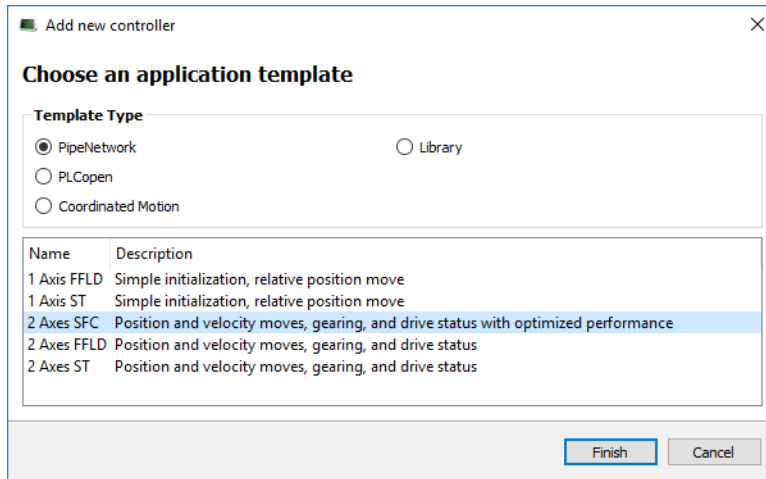 Add new controller
Choose an application template
Template Type
PipeNetwork Library
PLCopen
Coordinated Motion
Name Description
1 Axis FFLD Simple initialization, relative position move
1 Axis ST Simple initialization, relative position move
2 Axes SFC Position and velocity moves, gearing, and drive status with optimized performance
2 Axes FFLD Position and velocity moves, gearing, and drive status
2 Axes ST Position and velocity moves, gearing, and drive status
Finish Cancel